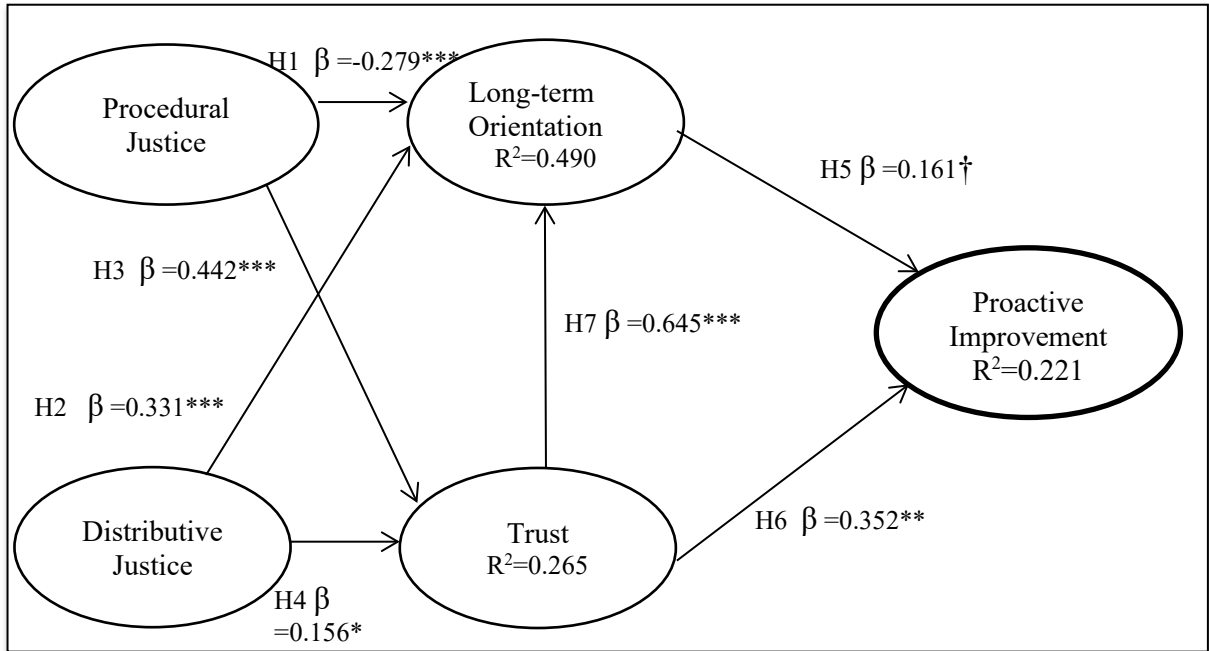 H1 β =-0.279***
Procedural
Justice
Long-term
Orientation
R²=0.490
H5 β =0.161†
H3 β =0.442***
H7 β =0.645***
Proactive
Improvement
R²=0.221
H2 β =0.331***
H6 β =0.352**
Distributive
Justice
Trust
R²=0.265
H4 β
=0.156*